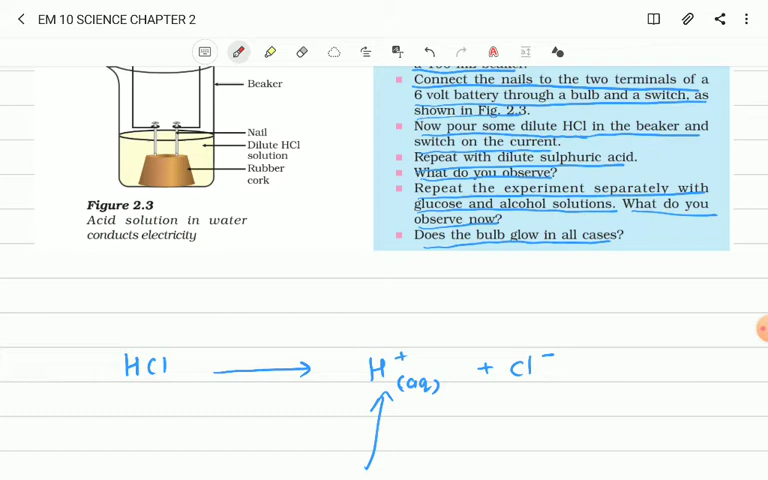 EM 10 SCIENCE CHAPTER 2
a 100 mL beaker.
Connect the nails to the two terminals of a
6 volt battery through a bulb and a switch, as
shown in Fig. 2.3.
Now pour some dilute HCl in the beaker and
switch on the current.
Repeat with dilute sulphuric acid.
What do you observe?
Repeat the experiment separately with
glucose and alcohol solutions. What do you
observe now?
Does the bulb glow in all cases?
Beaker
Nail
Dilute HCl
solution
Rubber
cork
Figure 2.3
Acid solution in water
conducts electricity
HCl ⟶ H⁺(aq) + Cl⁻